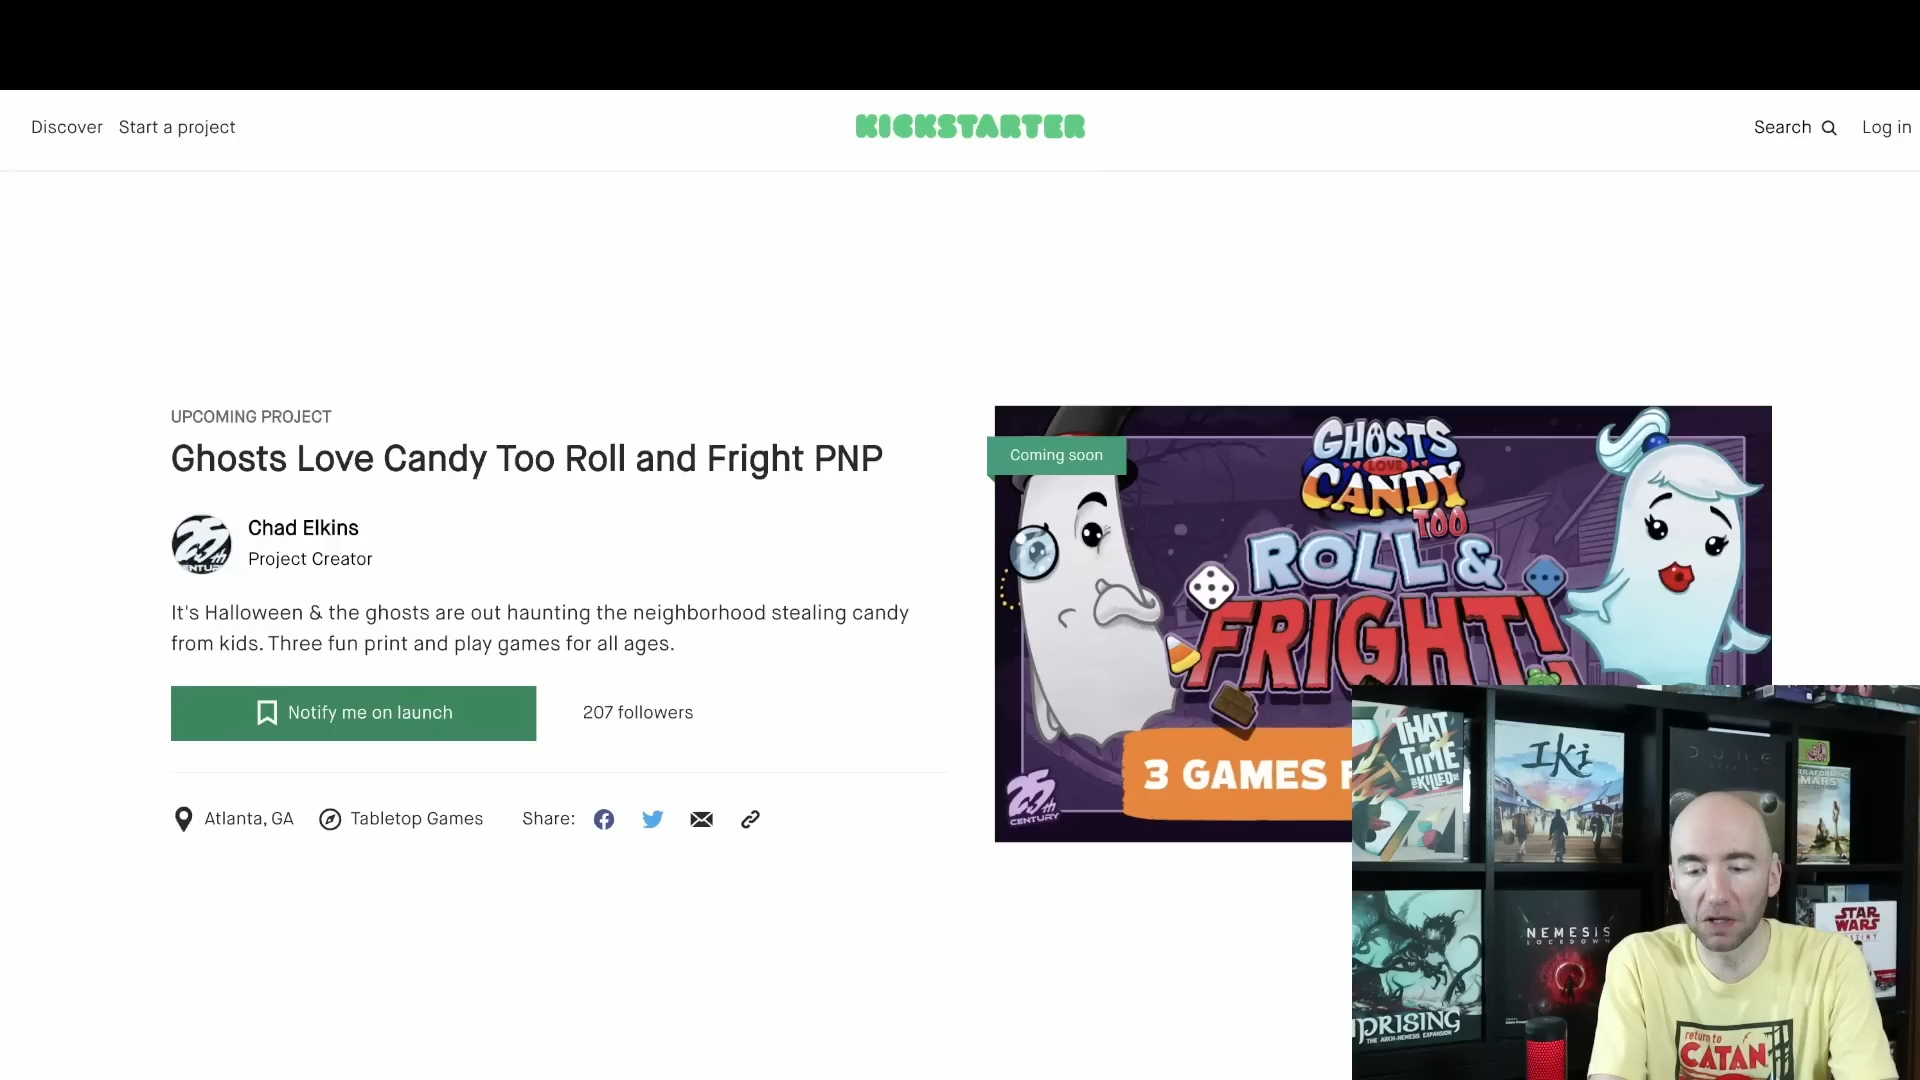 Discover Start a project
KICKSTARTER
Search
Log in
UPCOMING PROJECT
Ghosts Love Candy Too Roll and Fright PNP
Chad Elkins
Project Creator
It's Halloween & the ghosts are out haunting the neighborhood stealing candy
from kids. Three fun print and play games for all ages.
Notify me on launch
207 followers
Atlanta, GA
Tabletop Games
Share:
Coming soon
GHOSTS
LOVE
CANDY
TOO
ROLL &
FRIGHT!
3 GAMES
25th
CENTURY
THAT
TIME
KILLED
IKI
DUNE
MARS
NEMESIS
LOCKDOWN
STAR
WARS
PRISING
return to
CATAN